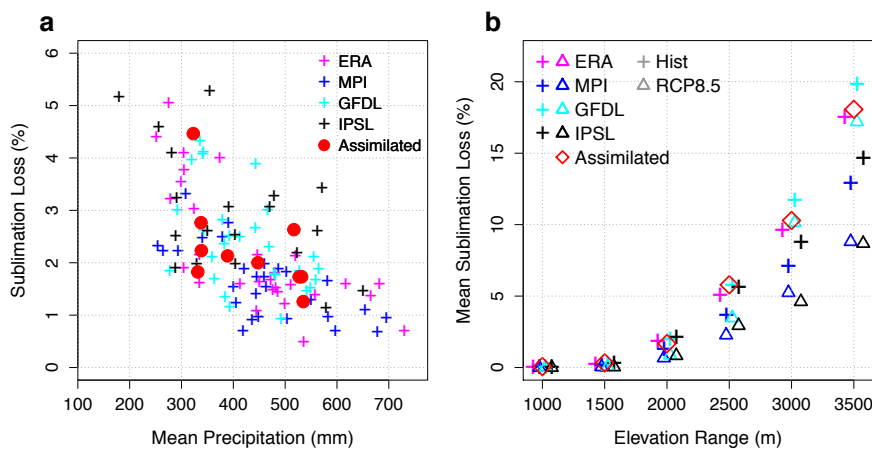 a
Sublimation Loss (%)
6
5
4
3
2
1
0
ERA
MPI
GFDL
IPSL
Assimilated
100 200 300 400 500 600 700
Mean Precipitation (mm)
b
Mean Sublimation Loss (%)
20
15
10
5
0
ERA Hist
MPI RCP8.5
GFDL
IPSL
Assimilated
1000 1500 2000 2500 3000 3500
Elevation Range (m)